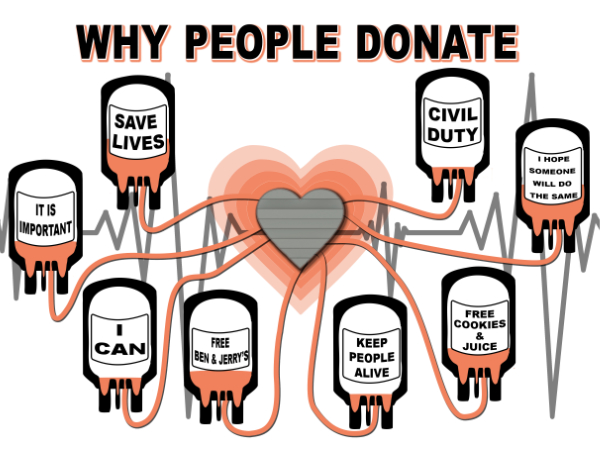 WHY PEOPLE DONATE
SAVE
LIVES
CIVIL
DUTY
I HOPE
SOMEONE
WILL DO
THE SAME
IT IS
IMPORTANT
I
CAN
FREE
BEN & JERRY'S
KEEP
PEOPLE
ALIVE
FREE
COOKIES
&
JUICE